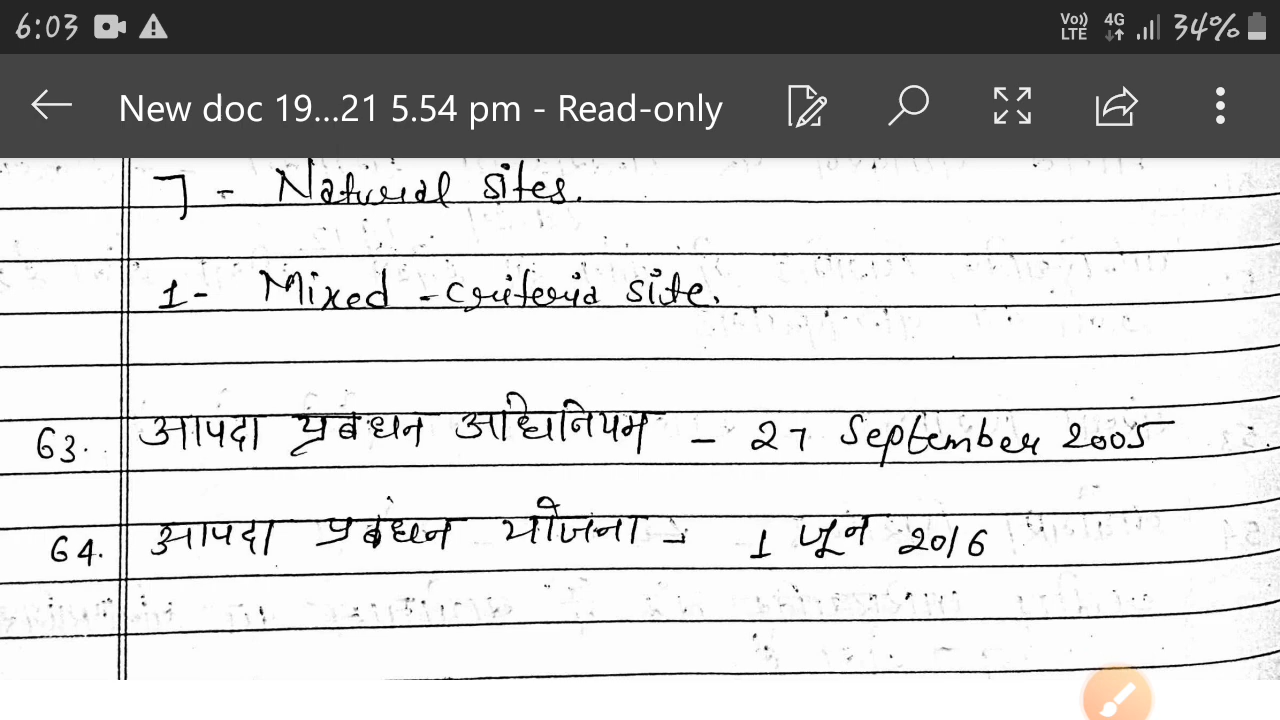 6:03 Vo)) LTE 4G 34%
New doc 19...21 5.54 pm - Read-only
7 - Natural sites.
1- Mixed - criteria site.
63. आपदा प्रबंधन अधिनियम - 27 September 2005
64. आपदा प्रबंधन योजना - 1 जून 2016